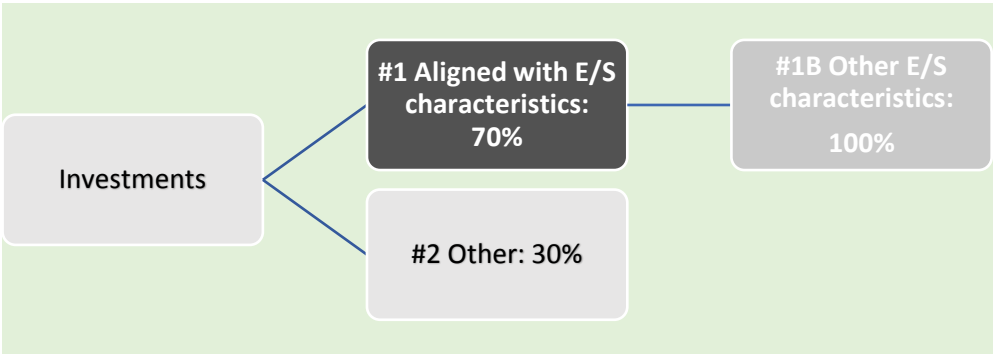 Investments
#1 Aligned with E/S
characteristics:
70%
#1B Other E/S
characteristics:
100%
#2 Other: 30%